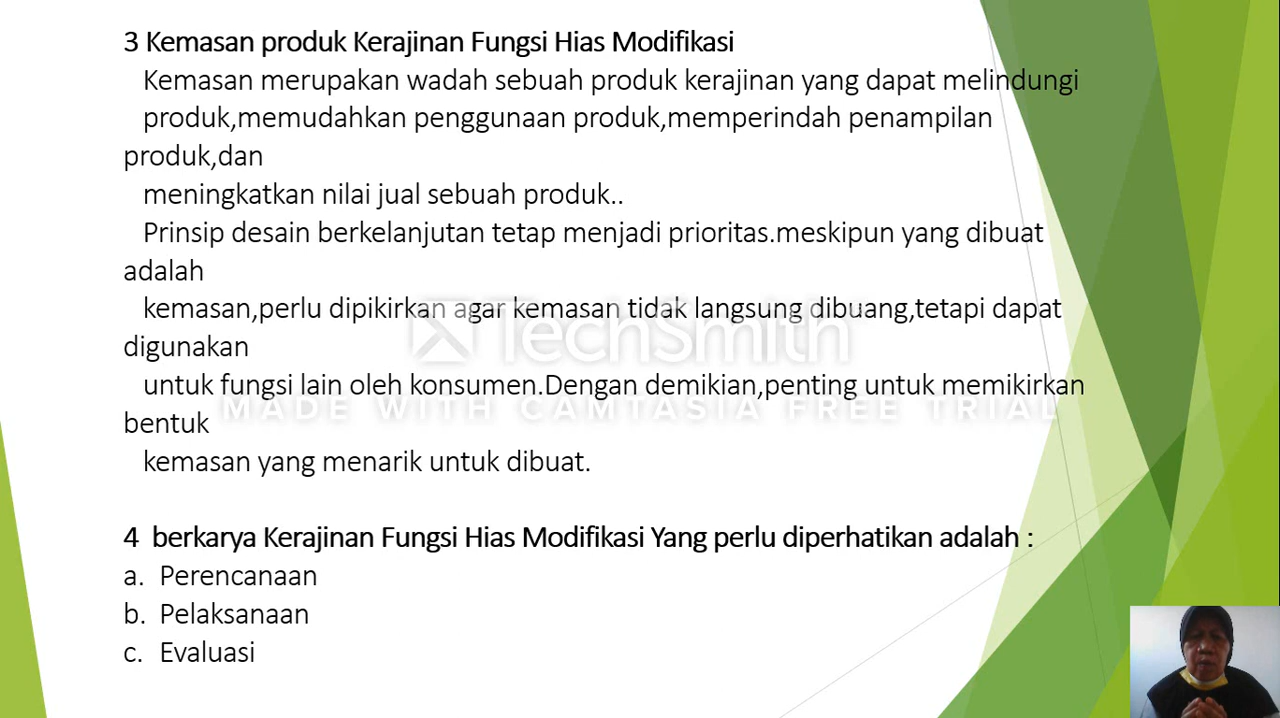 3 Kemasan produk Kerajinan Fungsi Hias Modifikasi
Kemasan merupakan wadah sebuah produk kerajinan yang dapat melindungi
produk,memudahkan penggunaan produk,memperindah penampilan
produk,dan
meningkatkan nilai jual sebuah produk..
Prinsip desain berkelanjutan tetap menjadi prioritas.meskipun yang dibuat
adalah
kemasan,perlu dipikirkan agar kemasan tidak langsung dibuang,tetapi dapat
digunakan
untuk fungsi lain oleh konsumen.Dengan demikian,penting untuk memikirkan
bentuk
kemasan yang menarik untuk dibuat.
4 berkarya Kerajinan Fungsi Hias Modifikasi Yang perlu diperhatikan adalah :
a. Perencanaan
b. Pelaksanaan
c. Evaluasi
TechSmith
MADE WITH CAMTASIA FREE TRIAL